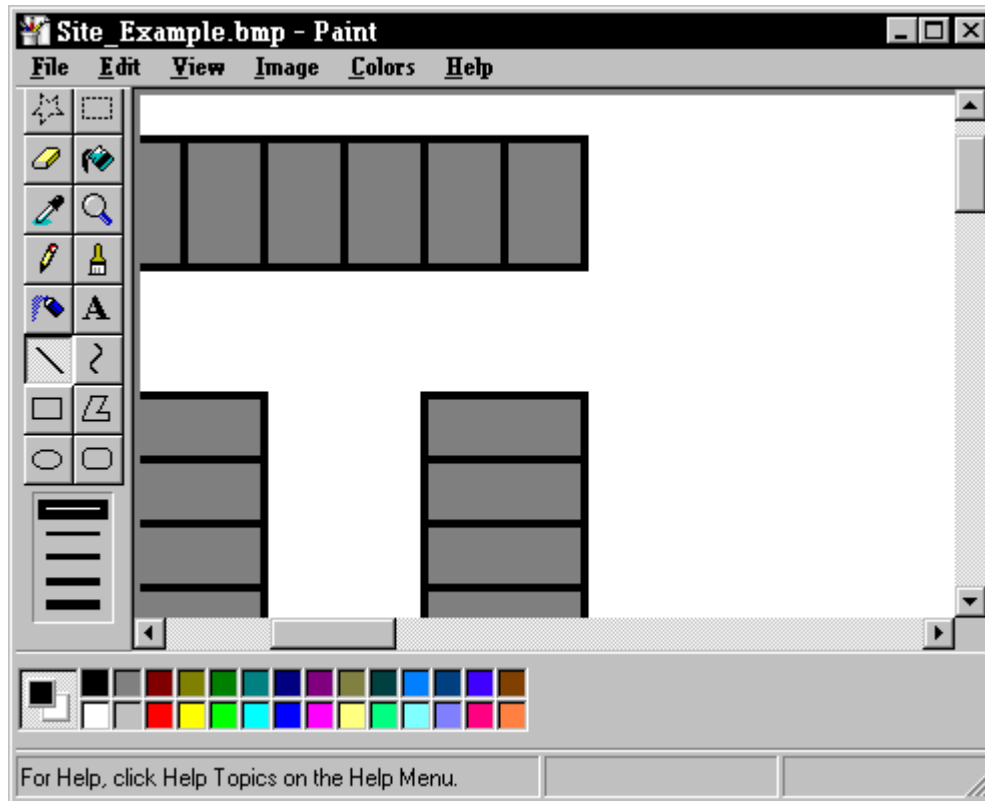 Site_Example.bmp - Paint
File Edit View Image Colors Help
A
For Help, click Help Topics on the Help Menu.